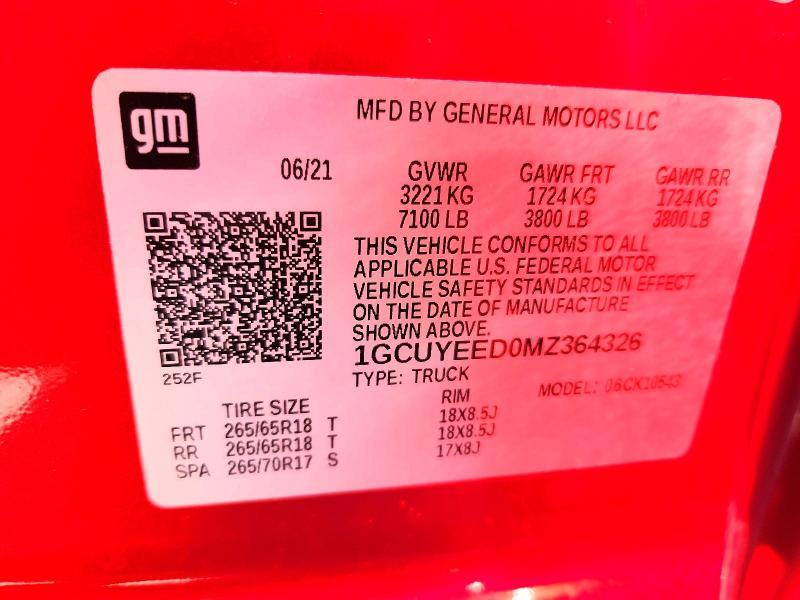 gm
MFD BY GENERAL MOTORS LLC
06/21 GVWR GAWR FRT GAWR RR
3221 KG 1724 KG 1724 KG
7100 LB 3800 LB 3800 LB
THIS VEHICLE CONFORMS TO ALL
APPLICABLE U.S. FEDERAL MOTOR
VEHICLE SAFETY STANDARDS IN EFFECT
ON THE DATE OF MANUFACTURE
SHOWN ABOVE.
1GCUYEED0MZ364326
252F
TYPE: TRUCK MODEL: 06CK10543
TIRE SIZE RIM
FRT 265/65R18 T 18X8.5J
RR 265/65R18 T 18X8.5J
SPA 265/70R17 S 17X8J